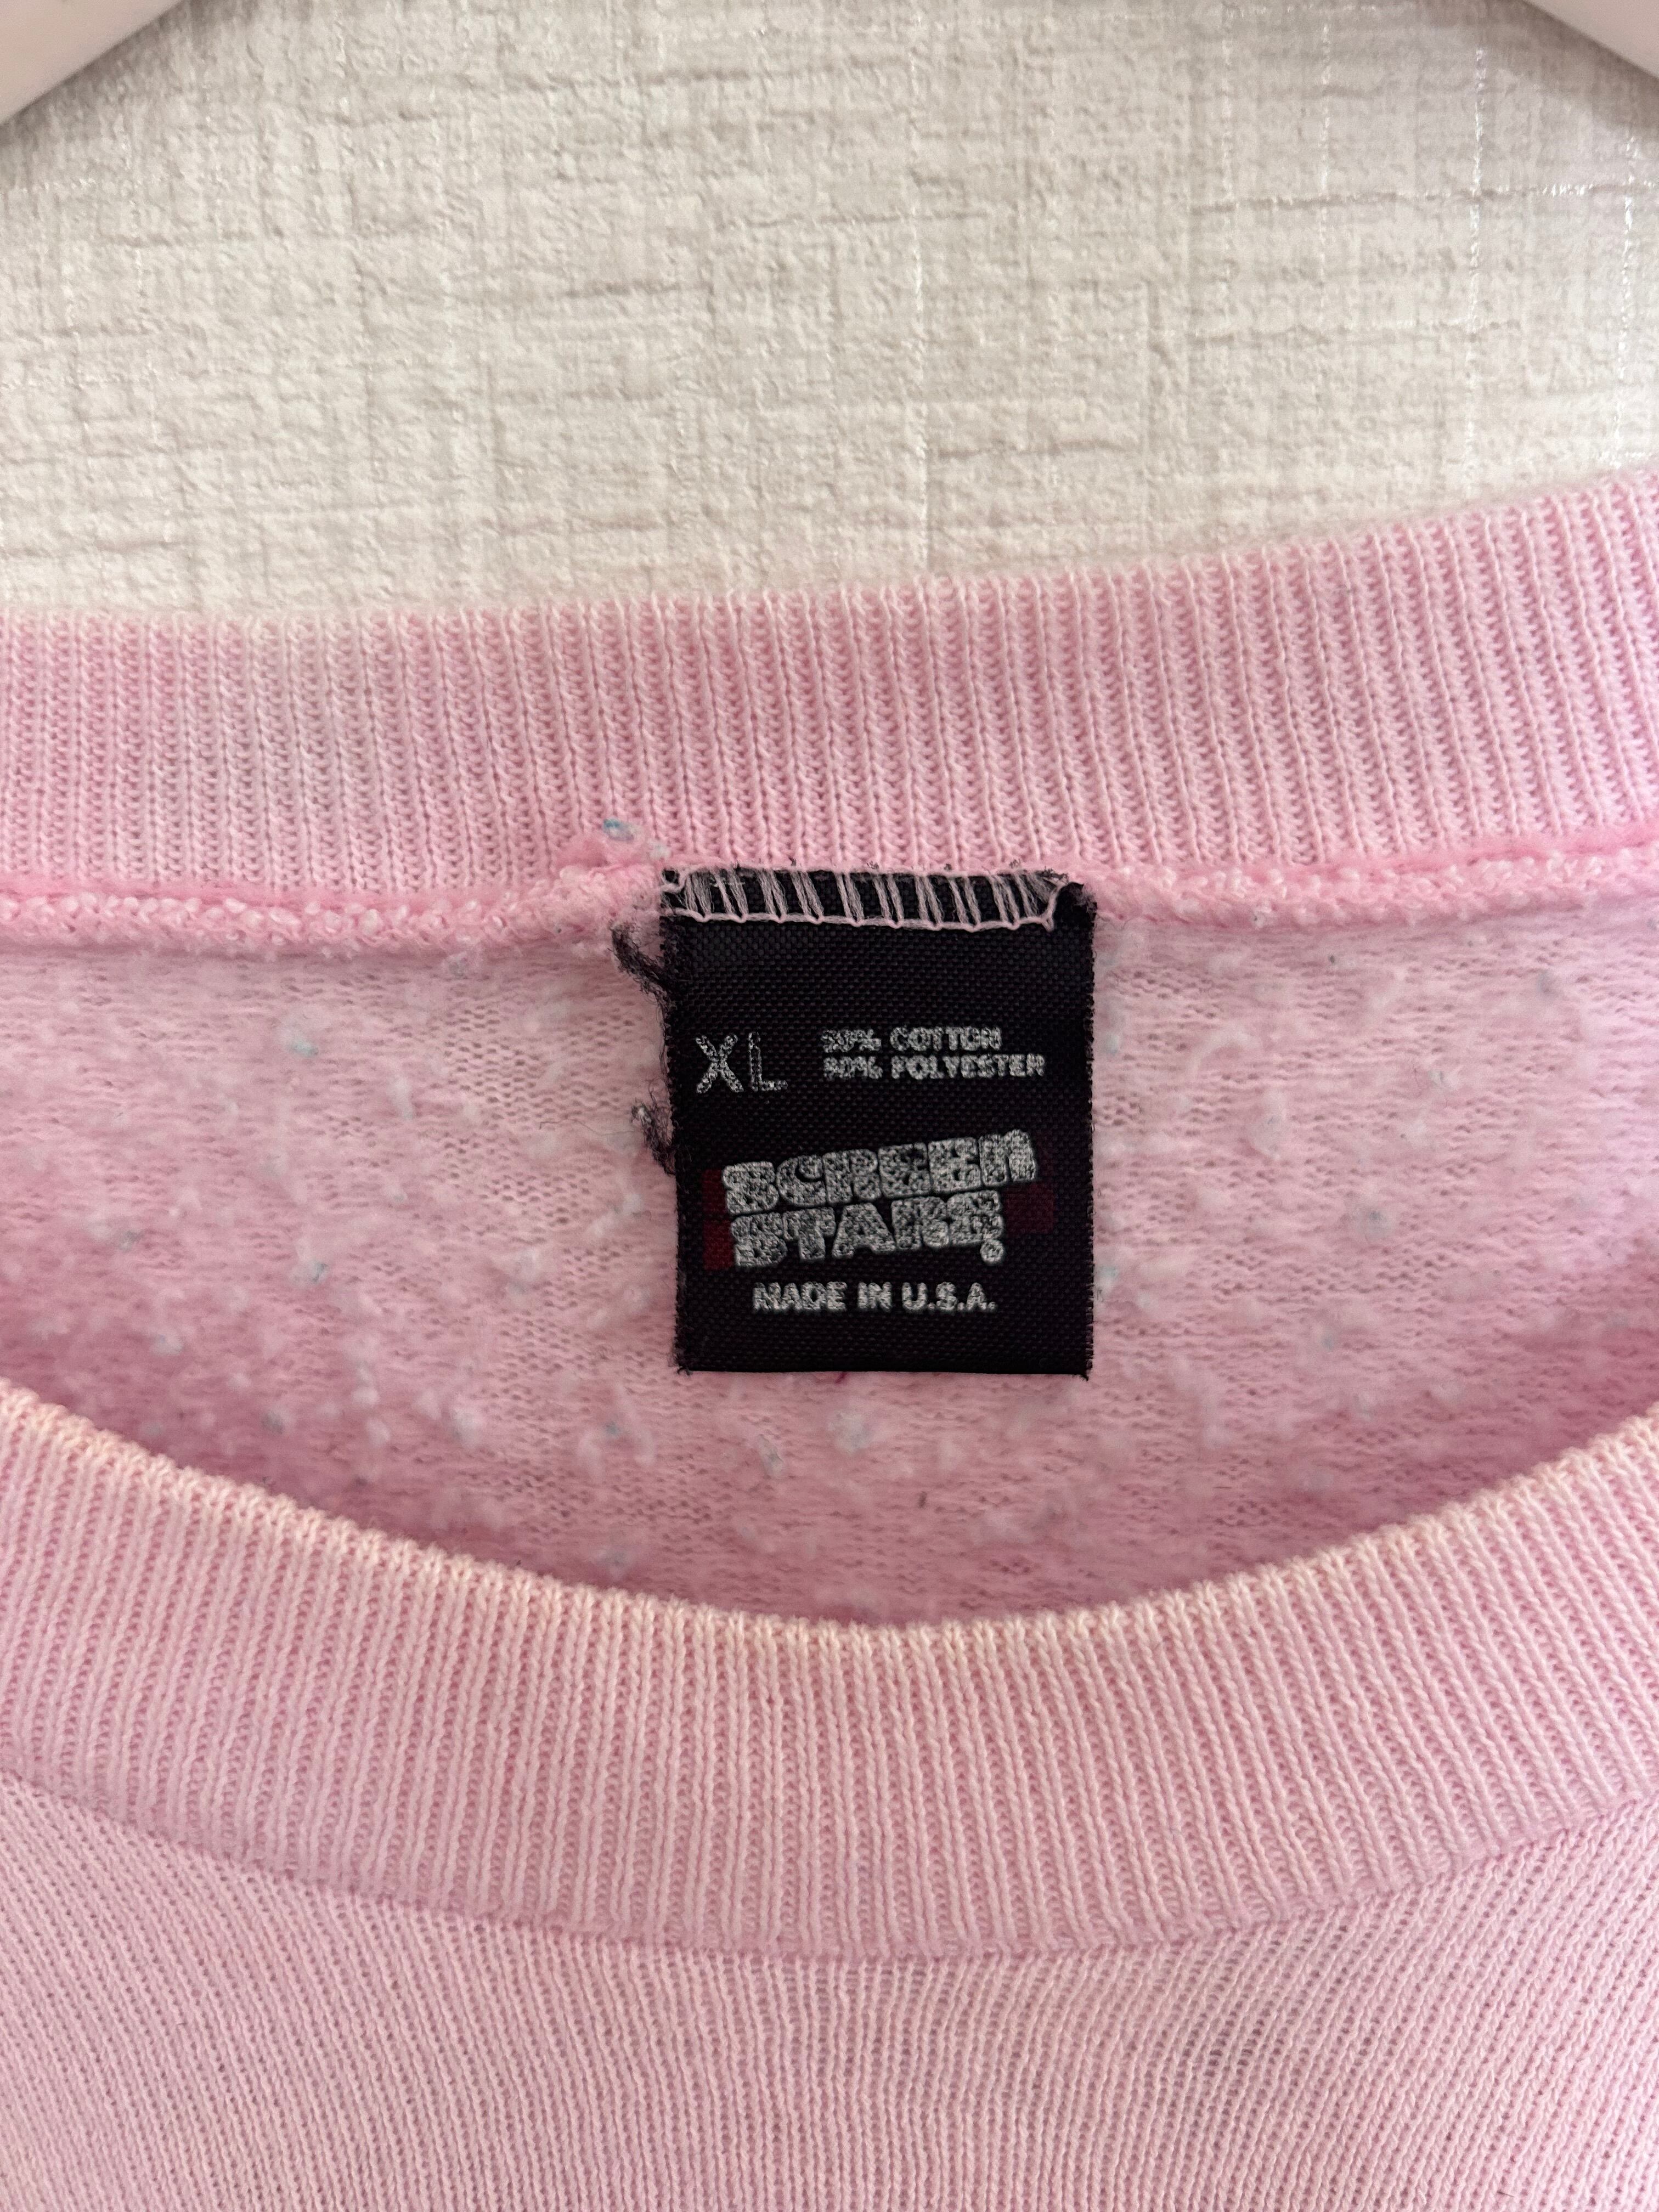 XL 50% COTTON
50% POLYESTER
SCREEN
STARS®
MADE IN U.S.A.